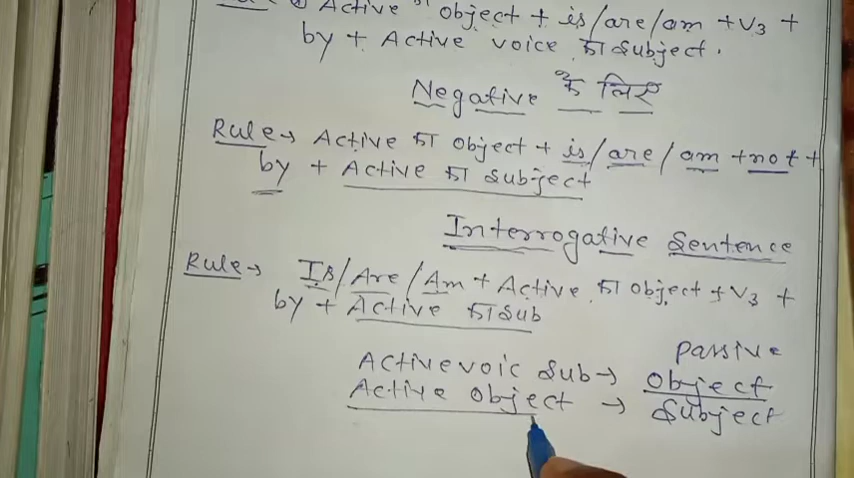 Active का object + is/are/am + V3 +
by + Active voice का subject.
Negative के लिए
Rule → Active का object + is/are/am + not +
by + Active का subject
Interrogative Sentence
Rule → Is/Are/Am + Active का object + V3 +
by + Active का sub
Passive
Active voic Sub → object
Active object → Subject